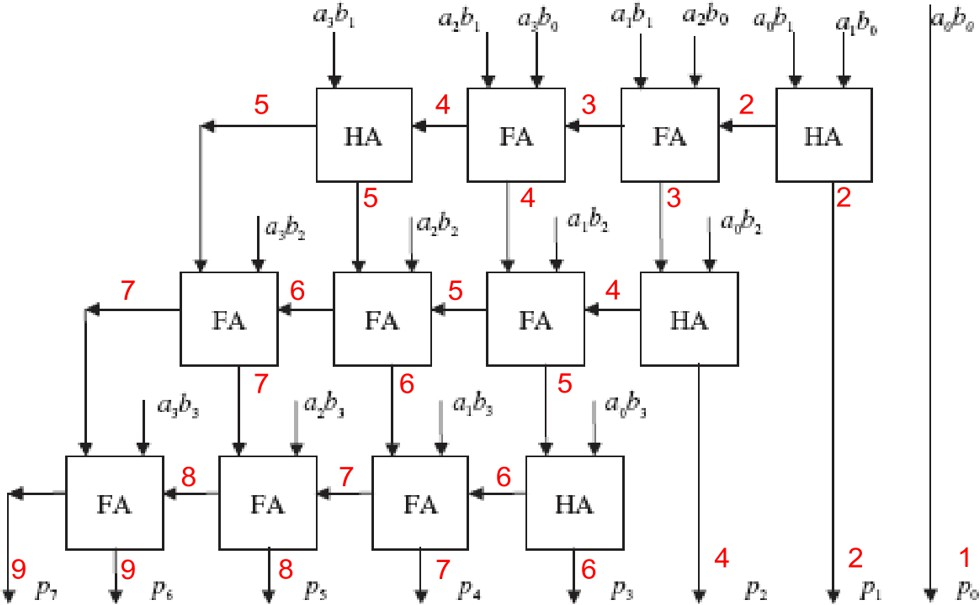 a₃b₁ a₂b₁ a₃b₀ a₁b₁ a₂b₀ a₀b₁ a₁b₀ a₀b₀
5 4 3 2
HA FA FA HA
5 4 3 2
a₃b₂ a₂b₂ a₁b₂ a₀b₂
7 6 5 4
FA FA FA HA
7 6 5
a₃b₃ a₂b₃ a₁b₃ a₀b₃
8 7 6
FA FA FA HA
9 9 8 7 6 4 2 1
p₇ p₆ p₅ p₄ p₃ p₂ p₁ p₀